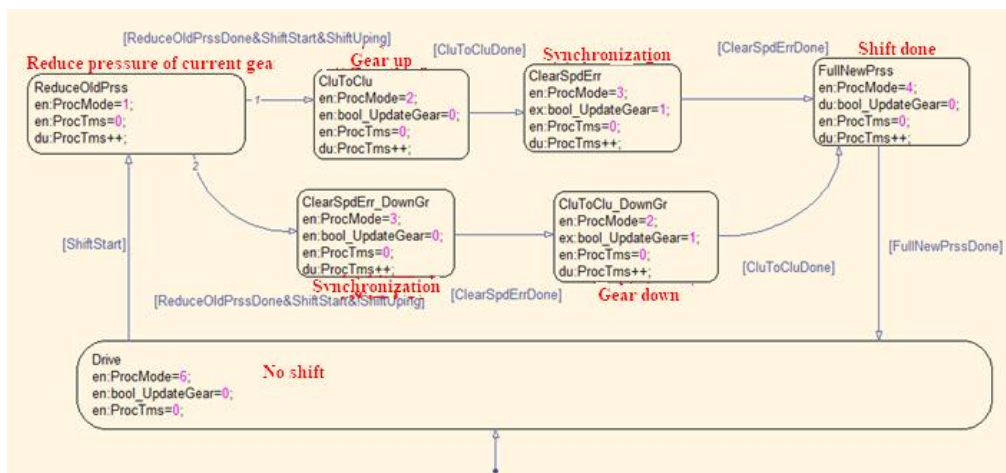 [ReduceOldPrssDone&ShiftStart&ShiftUping]
Reduce pressure of current gea
ReduceOldPrss
en:ProcMode=1;
en:ProcTms=0;
du:ProcTms++;
1
2
Gear up
CluToClu
en:ProcMode=2;
en:bool_UpdateGear=0;
en:ProcTms=0;
du:ProcTms++;
[CluToCluDone]
Synchronization
ClearSpdErr
en:ProcMode=3;
ex:bool_UpdateGear=1;
en:ProcTms=0;
du:ProcTms++;
[ClearSpdErrDone]
Shift done
FullNewPrss
en:ProcMode=4;
du:bool_UpdateGear=0;
en:ProcTms=0;
du:ProcTms++;
[ShiftStart]
ClearSpdErr_DownGr
en:ProcMode=3;
en:bool_UpdateGear=0;
en:ProcTms=0;
du:ProcTms++;
Synchronization
[ReduceOldPrssDone&ShiftStart&!ShiftUping]
[ClearSpdErrDone]
CluToClu_DownGr
en:ProcMode=2;
ex:bool_UpdateGear=1;
en:ProcTms=0;
du:ProcTms++;
Gear down
[CluToCluDone]
[FullNewPrssDone]
Drive
en:ProcMode=6;
en:bool_UpdateGear=0;
en:ProcTms=0;
No shift